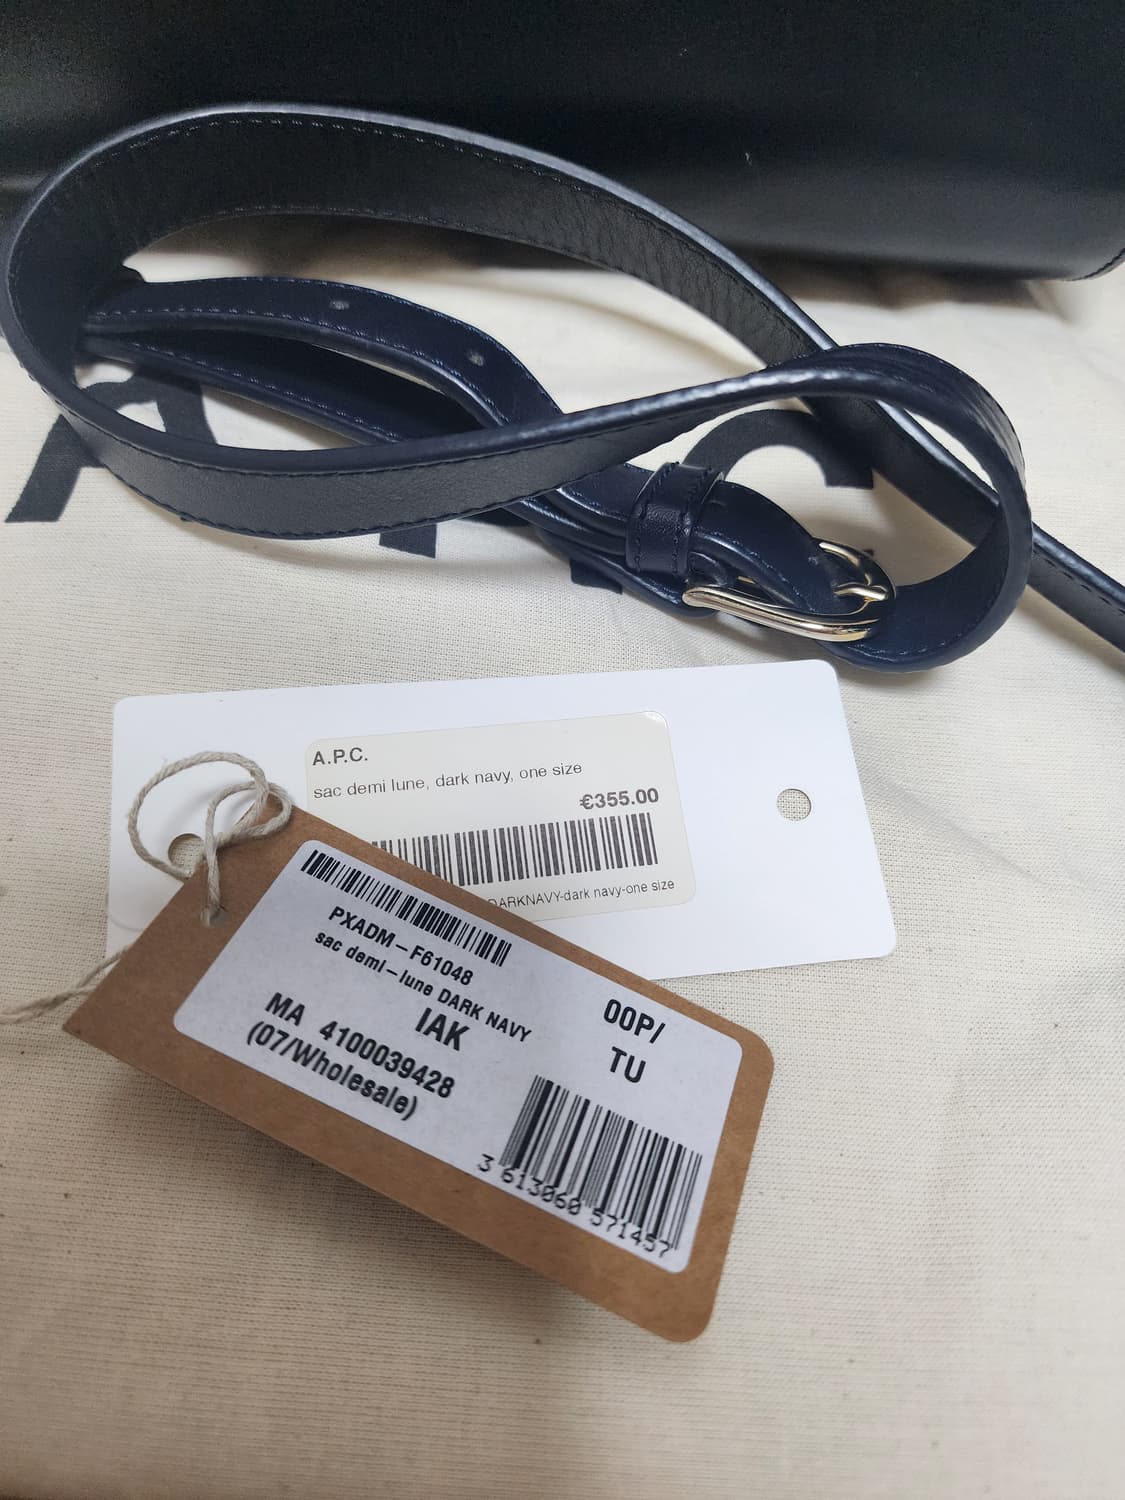 A.P.C.
sac demi lune, dark navy, one size
€355.00
DARKNAVY-dark navy-one size
PXADM-F61048
sac demi-lune DARK NAVY
IAK
00P/
TU
MA 4100039428
(07/Wholesale)
3 613060 571457